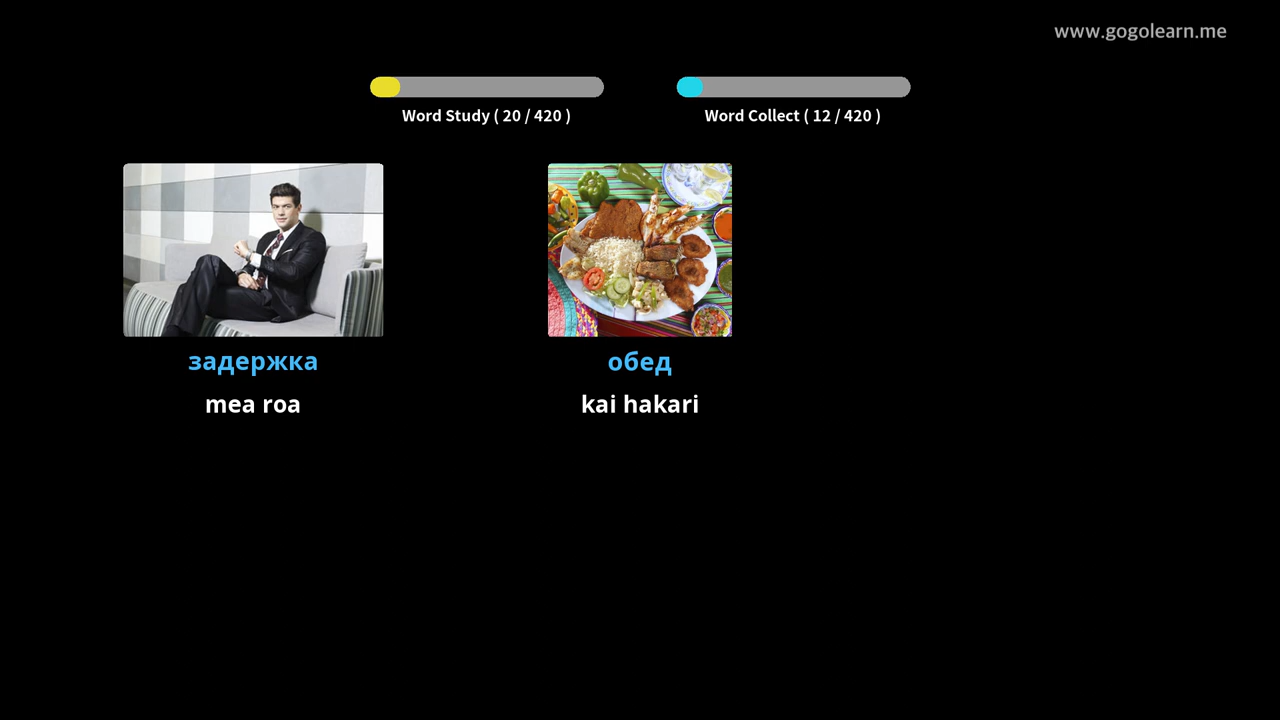 www.gogolearn.me
Word Study ( 20 / 420 )
Word Collect ( 12 / 420 )
задержка
обед
mea roa
kai hakari